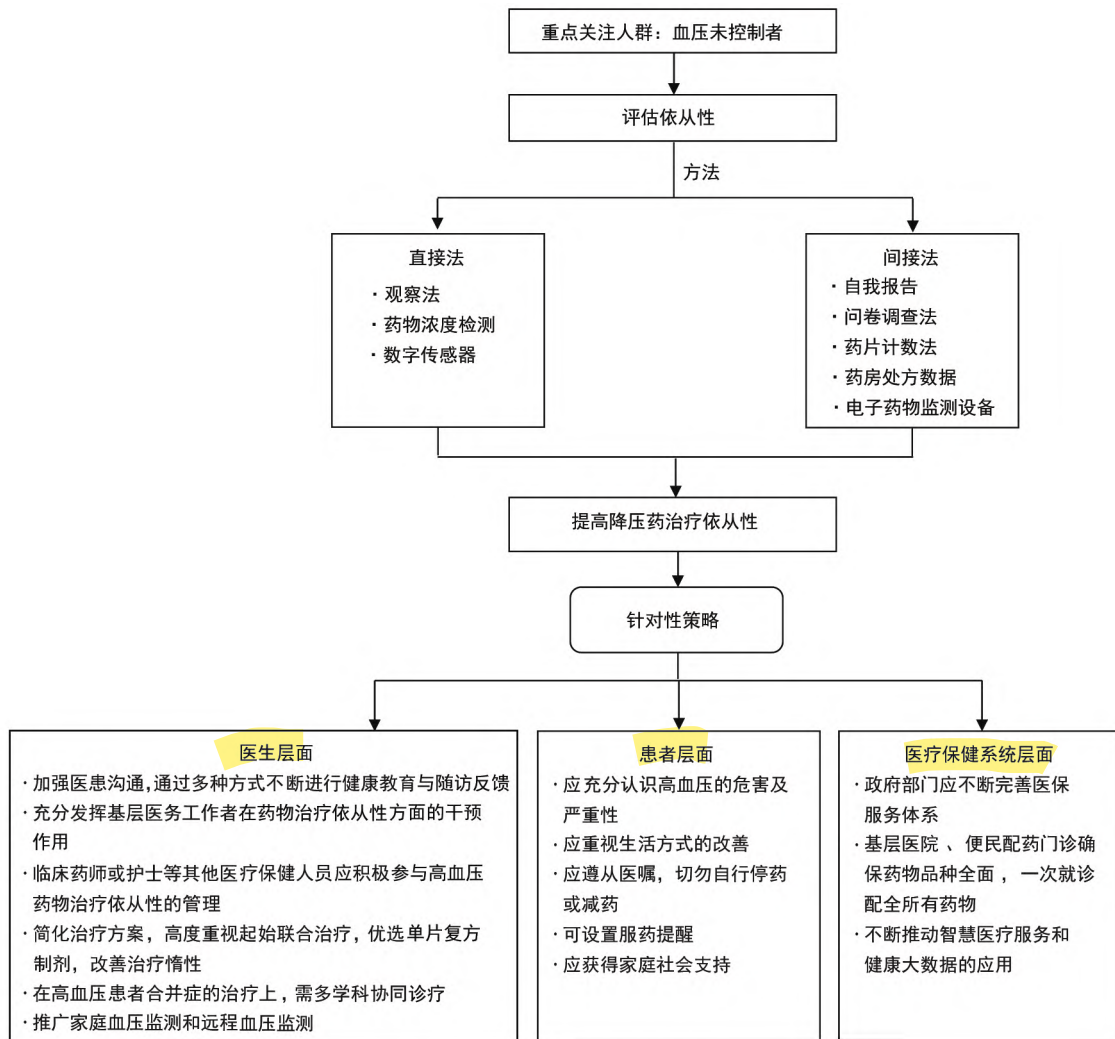 重点关注人群：血压未控制者
评估依从性
方法
直接法
· 观察法
· 药物浓度检测
· 数字传感器
间接法
· 自我报告
· 问卷调查法
· 药片计数法
· 药房处方数据
· 电子药物监测设备
提高降压药治疗依从性
针对性策略
医生层面
· 加强医患沟通,通过多种方式不断进行健康教育与随访反馈
· 充分发挥基层医务工作者在药物治疗依从性方面的干预
作用
· 临床药师或护士等其他医疗保健人员应积极参与高血压
药物治疗依从性的管理
· 简化治疗方案，高度重视起始联合治疗，优选单片复方
制剂，改善治疗惰性
· 在高血压患者合并症的治疗上，需多学科协同诊疗
· 推广家庭血压监测和远程血压监测
患者层面
· 应充分认识高血压的危害及
严重性
· 应重视生活方式的改善
· 应遵从医嘱，切勿自行停药
或减药
· 可设置服药提醒
· 应获得家庭社会支持
医疗保健系统层面
· 政府部门应不断完善医保
服务体系
· 基层医院、便民配药门诊确
保药物品种全面，一次就诊
配全所有药物
· 不断推动智慧医疗服务和
健康大数据的应用